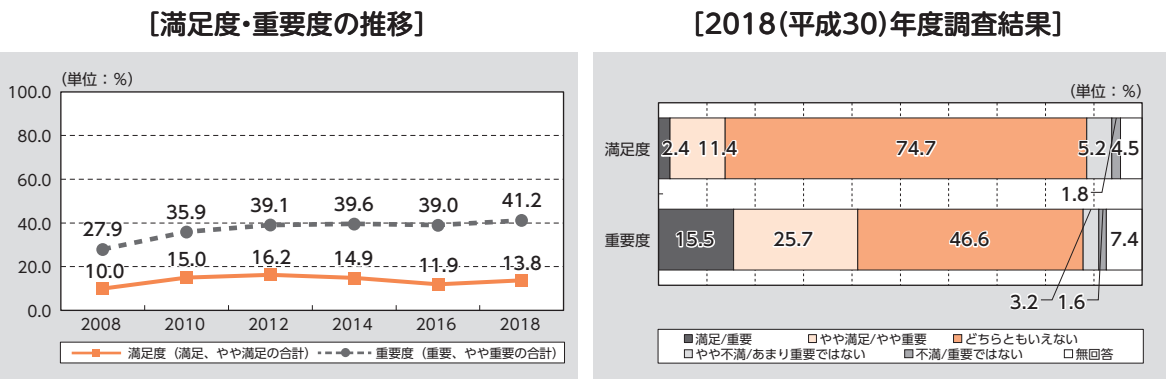 [満足度・重要度の推移]
(単位：%)
100.0
80.0
60.0
40.0
20.0
0.0
27.9 35.9 39.1 39.6 39.0 41.2
10.0 15.0 16.2 14.9 11.9 13.8
2008 2010 2012 2014 2016 2018
満足度（満足、やや満足の合計） 重要度（重要、やや重要の合計）
[2018(平成30)年度調査結果]
(単位：%)
満足度 2.4 11.4 74.7 5.2 4.5
1.8
重要度 15.5 25.7 46.6 7.4
3.2 1.6
満足/重要 やや満足/やや重要 どちらともいえない
やや不満/あまり重要ではない 不満/重要ではない 無回答